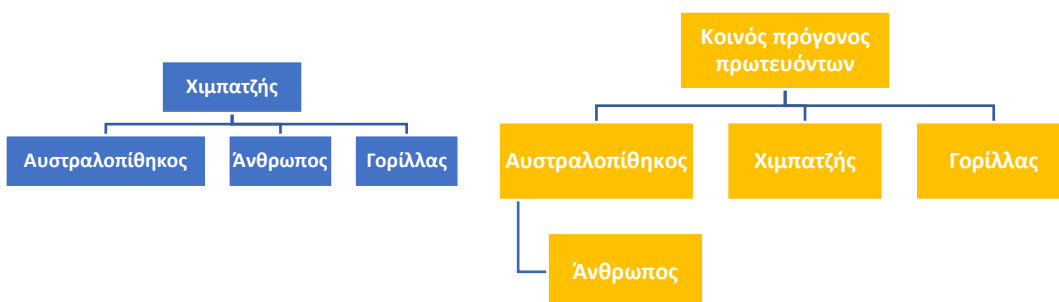 Χιμπατζής
Αυστραλοπίθηκος
Άνθρωπος
Γορίλλας
Κοινός πρόγονος
πρωτευόντων
Αυστραλοπίθηκος
Χιμπατζής
Γορίλλας
Άνθρωπος